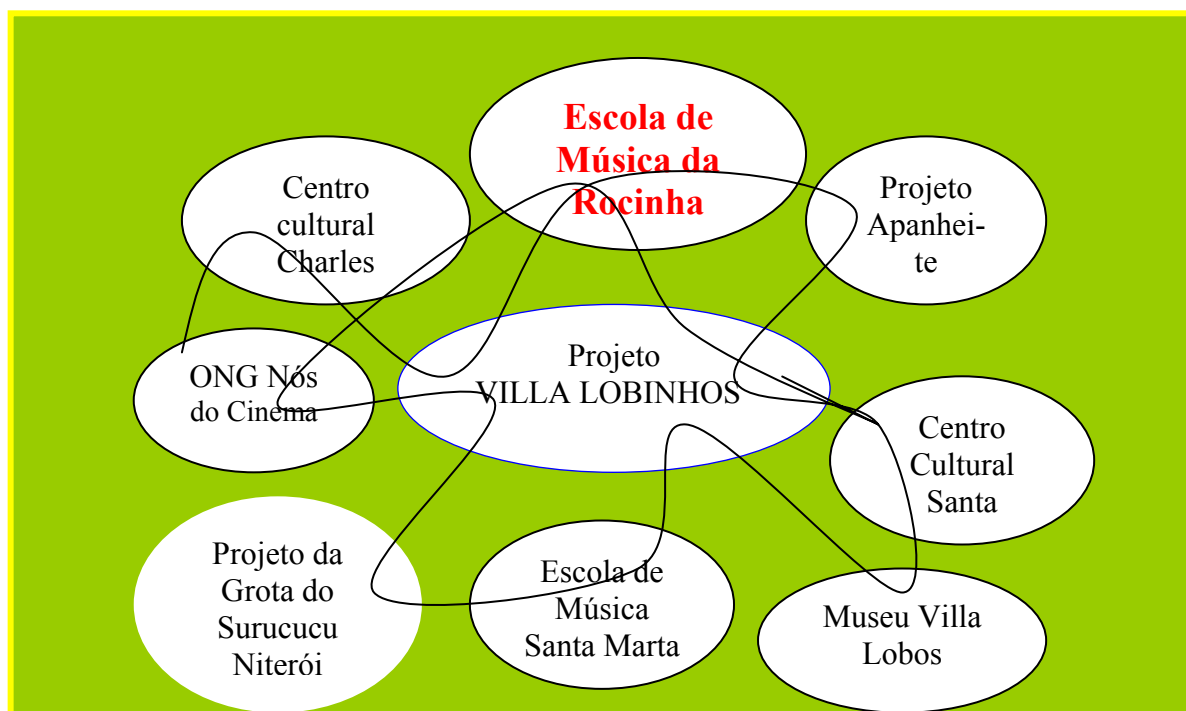 Escola de
Música da
Rocinha
Centro
cultural
Charles
Projeto
Apanhei-
te
Projeto
VILLA LOBINHOS
ONG Nós
do Cinema
Centro
Cultural
Santa
Projeto da
Grota do
Surucucu
Niterói
Escola de
Música
Santa Marta
Museu Villa
Lobos